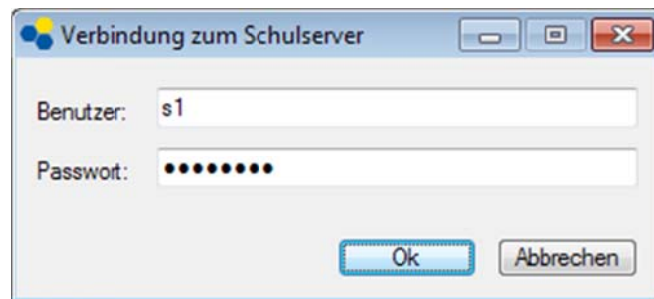 Verbindung zum Schulserver
Benutzer: s1
Passwort: ••••••••
Ok Abbrechen